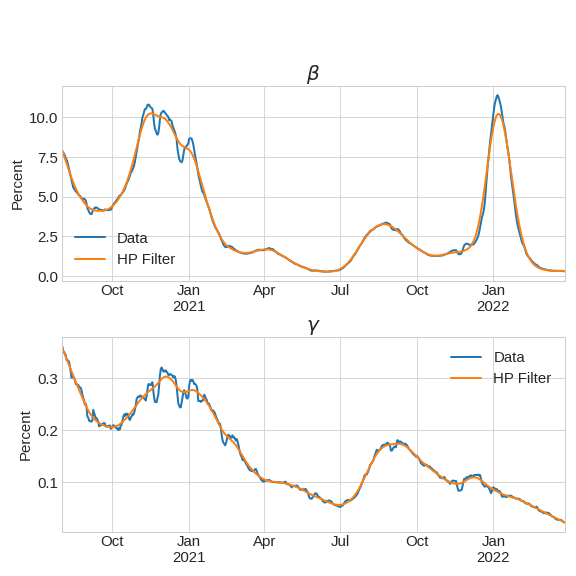 β
10.0
7.5
5.0
2.5
0.0
Percent
Data
HP Filter
Oct Jan Apr Jul Oct Jan
2021 2022
γ
0.3
0.2
0.1
Percent
Data
HP Filter
Oct Jan Apr Jul Oct Jan
2021 2022